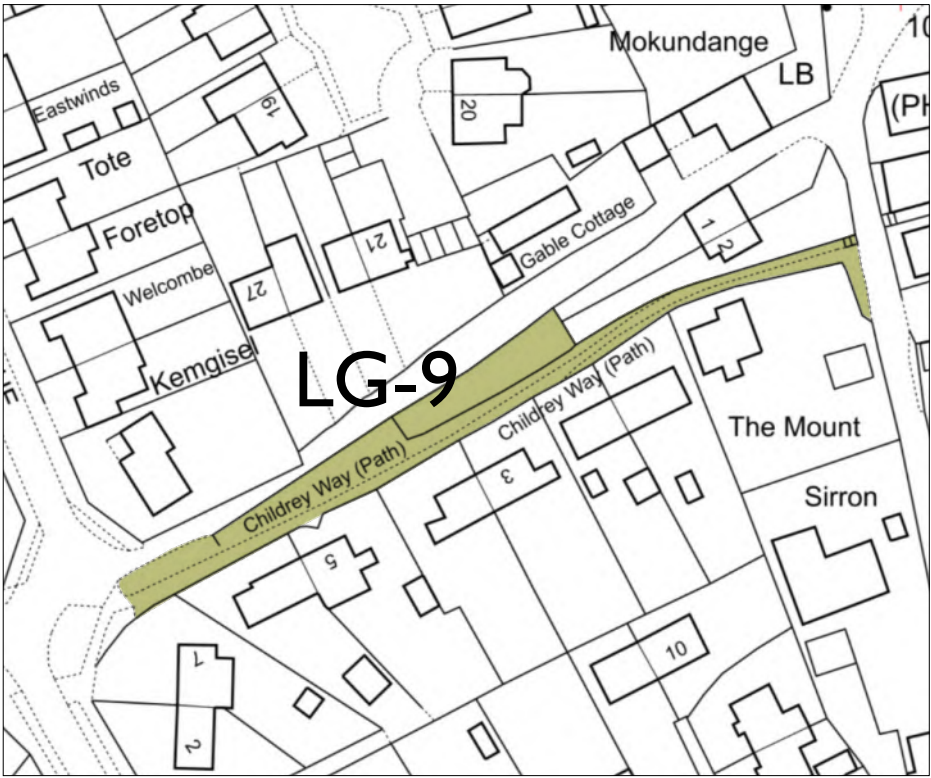 Mokundange
10
LB
(PH
Eastwinds
19
20
Tote
Foretop
Gable Cottage
1
2
21
27
Welcombe
Kemgisel
LG-9
Childrey Way (Path)
The Mount
Childrey Way (Path)
3
Sirron
5
10
7
2